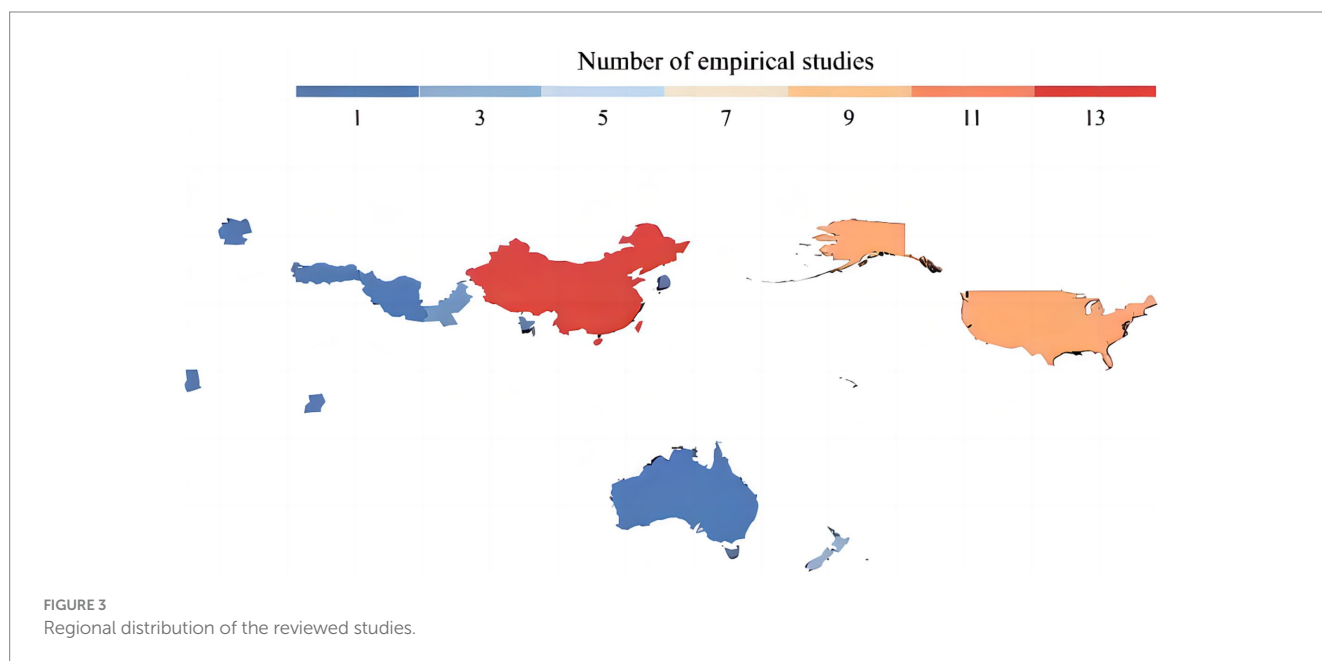 Number of empirical studies
1 3 5 7 9 11 13
FIGURE 3
Regional distribution of the reviewed studies.